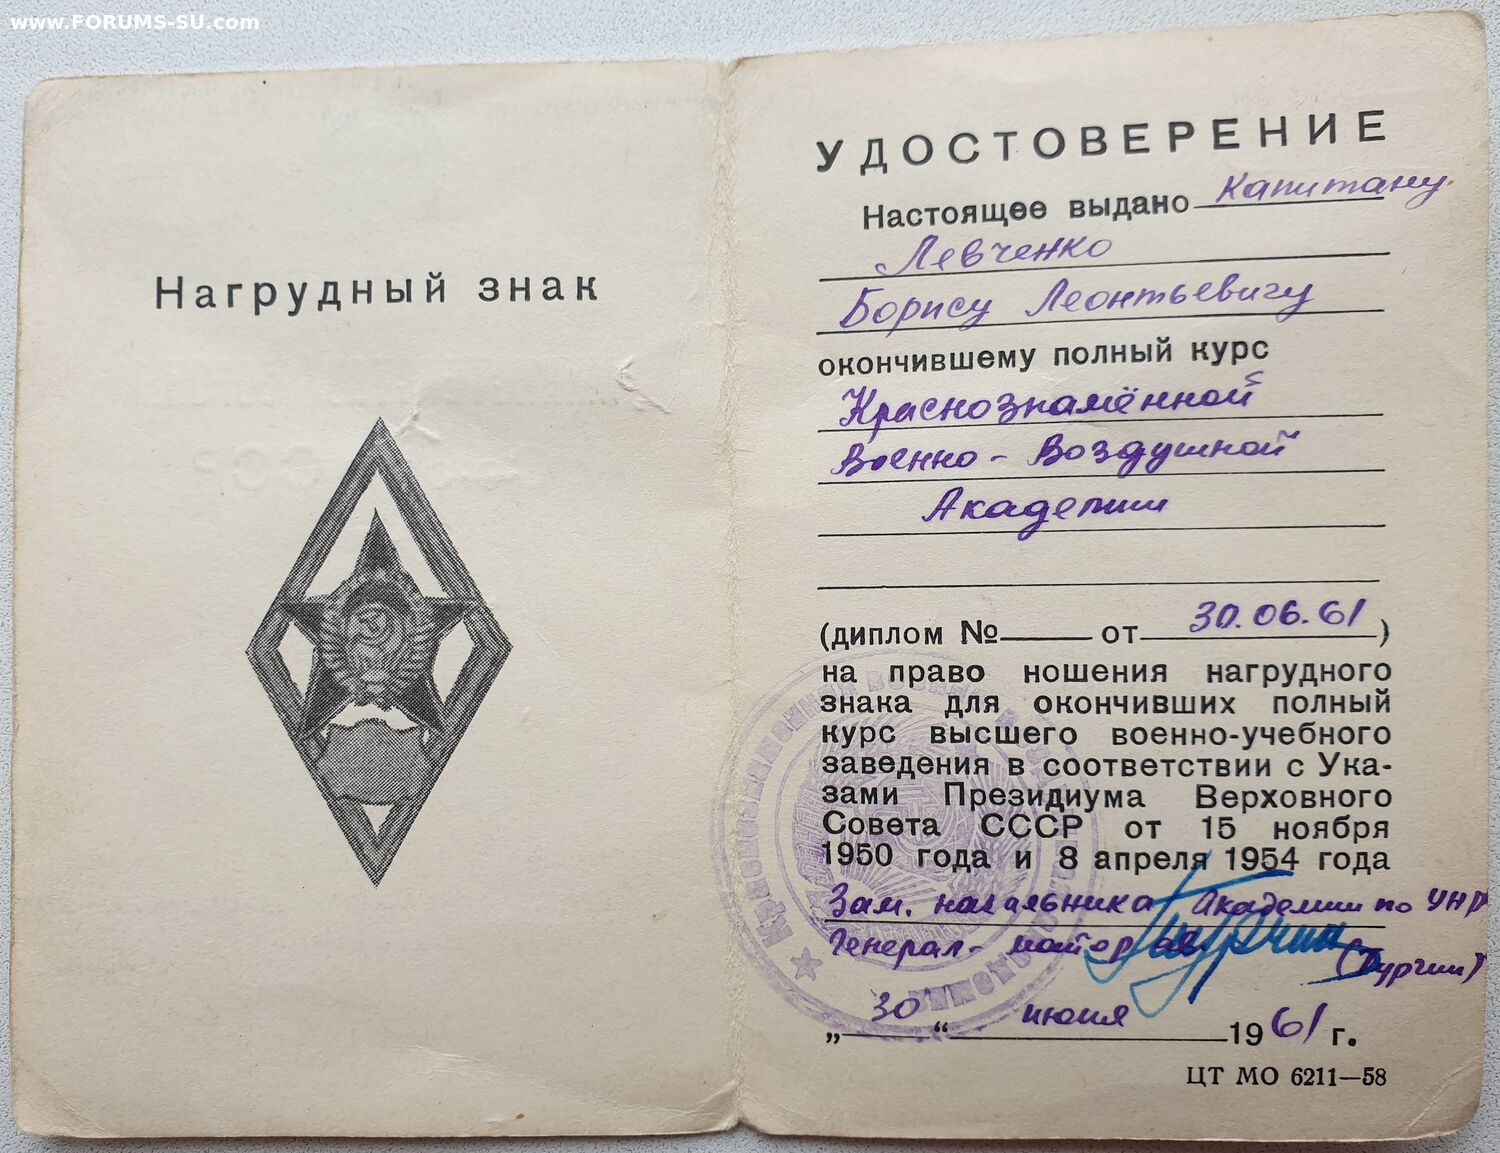 www.FORUMS-SU.com
Нагрудный знак
УДОСТОВЕРЕНИЕ
Настоящее выдано Капитану
Левченко
Борису Леонтьевичу
окончившему полный курс
Краснознамённой
Военно-Воздушной
Академии
(диплом № от 30.06.61)
на право ношения нагрудного
знака для окончивших полный
курс высшего военно-учебного
заведения в соответствии с Ука-
зами Президиума Верховного
Совета СССР от 15 ноября
1950 года и 8 апреля 1954 года
Зам. начальника Академии по УНР
Генерал-майор ав.
„30“ июня 1961 г.
ЦТ МО 6211—58